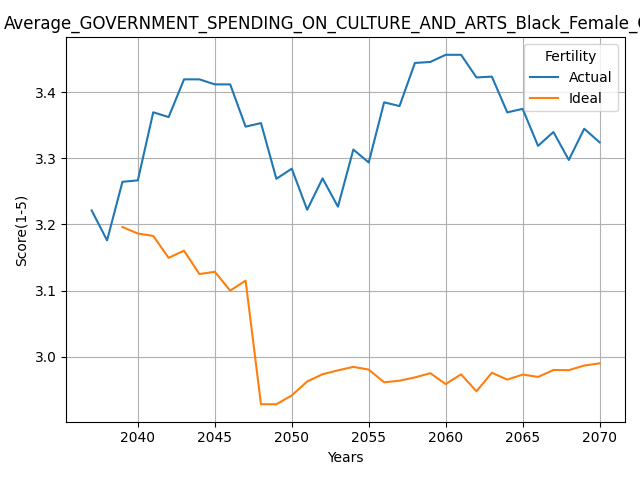 Average_GOVERNMENT_SPENDING_ON_CULTURE_AND_ARTS_Black_Female_
Fertility
Actual
Ideal
3.4
3.3
3.2
3.1
3.0
Score(1-5)
2040 2045 2050 2055 2060 2065 2070
Years